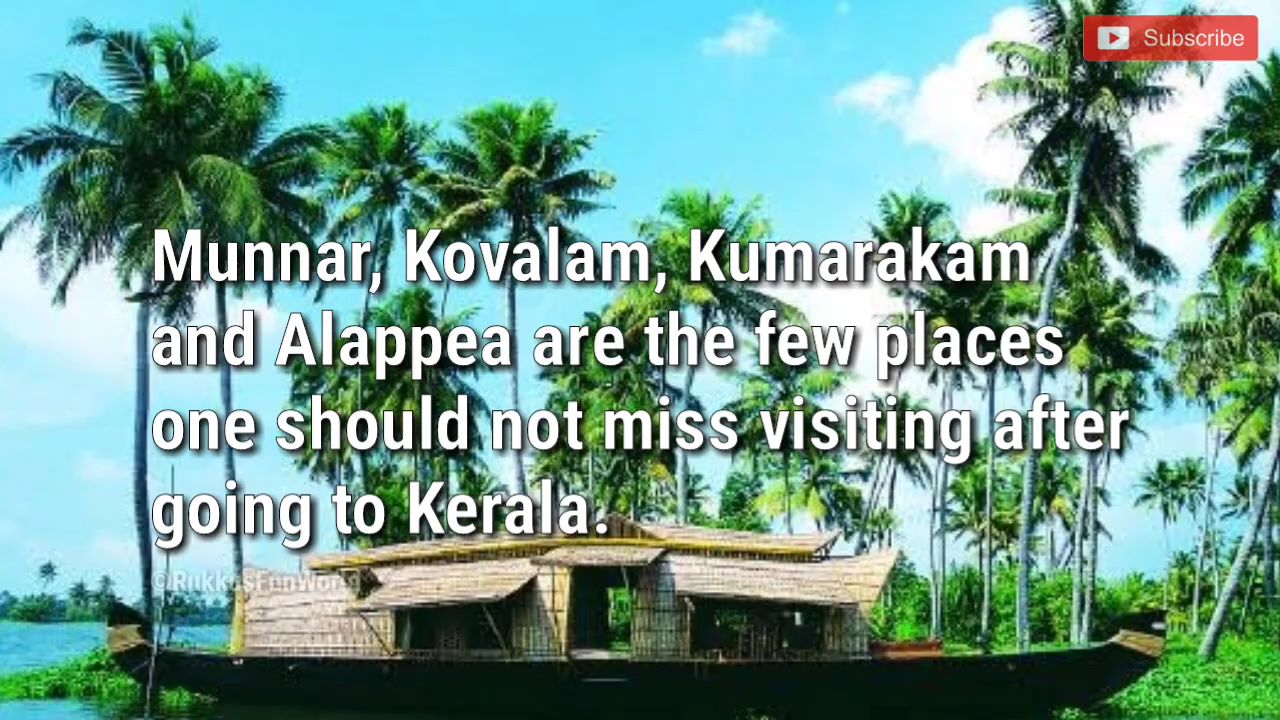 Subscribe
Munnar, Kovalam, Kumarakam
and Alappea are the few places
one should not miss visiting after
going to Kerala.
©RukkusFunWorld